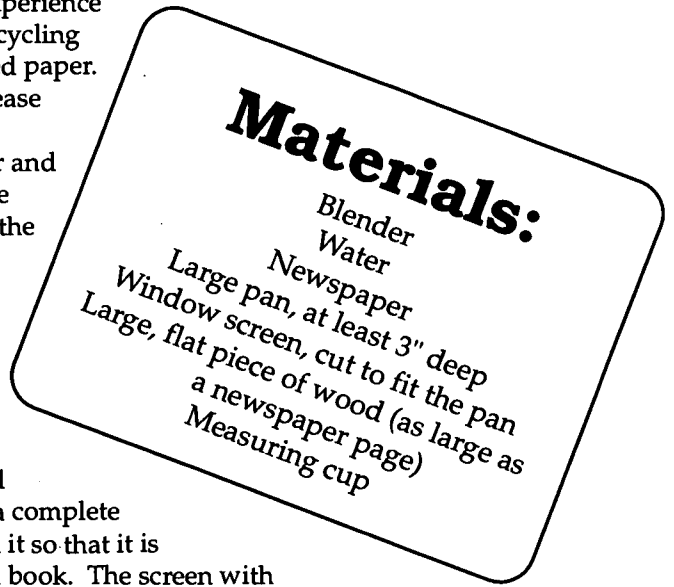 perience
cycling
d paper.
ease
r and
e
the
Materials:
Blender
Water
Newspaper
Large pan, at least 3" deep
Window screen, cut to fit the pan
Large, flat piece of wood (as large as
a newspaper page)
Measuring cup
l
a complete
it so that it is
book. The screen with